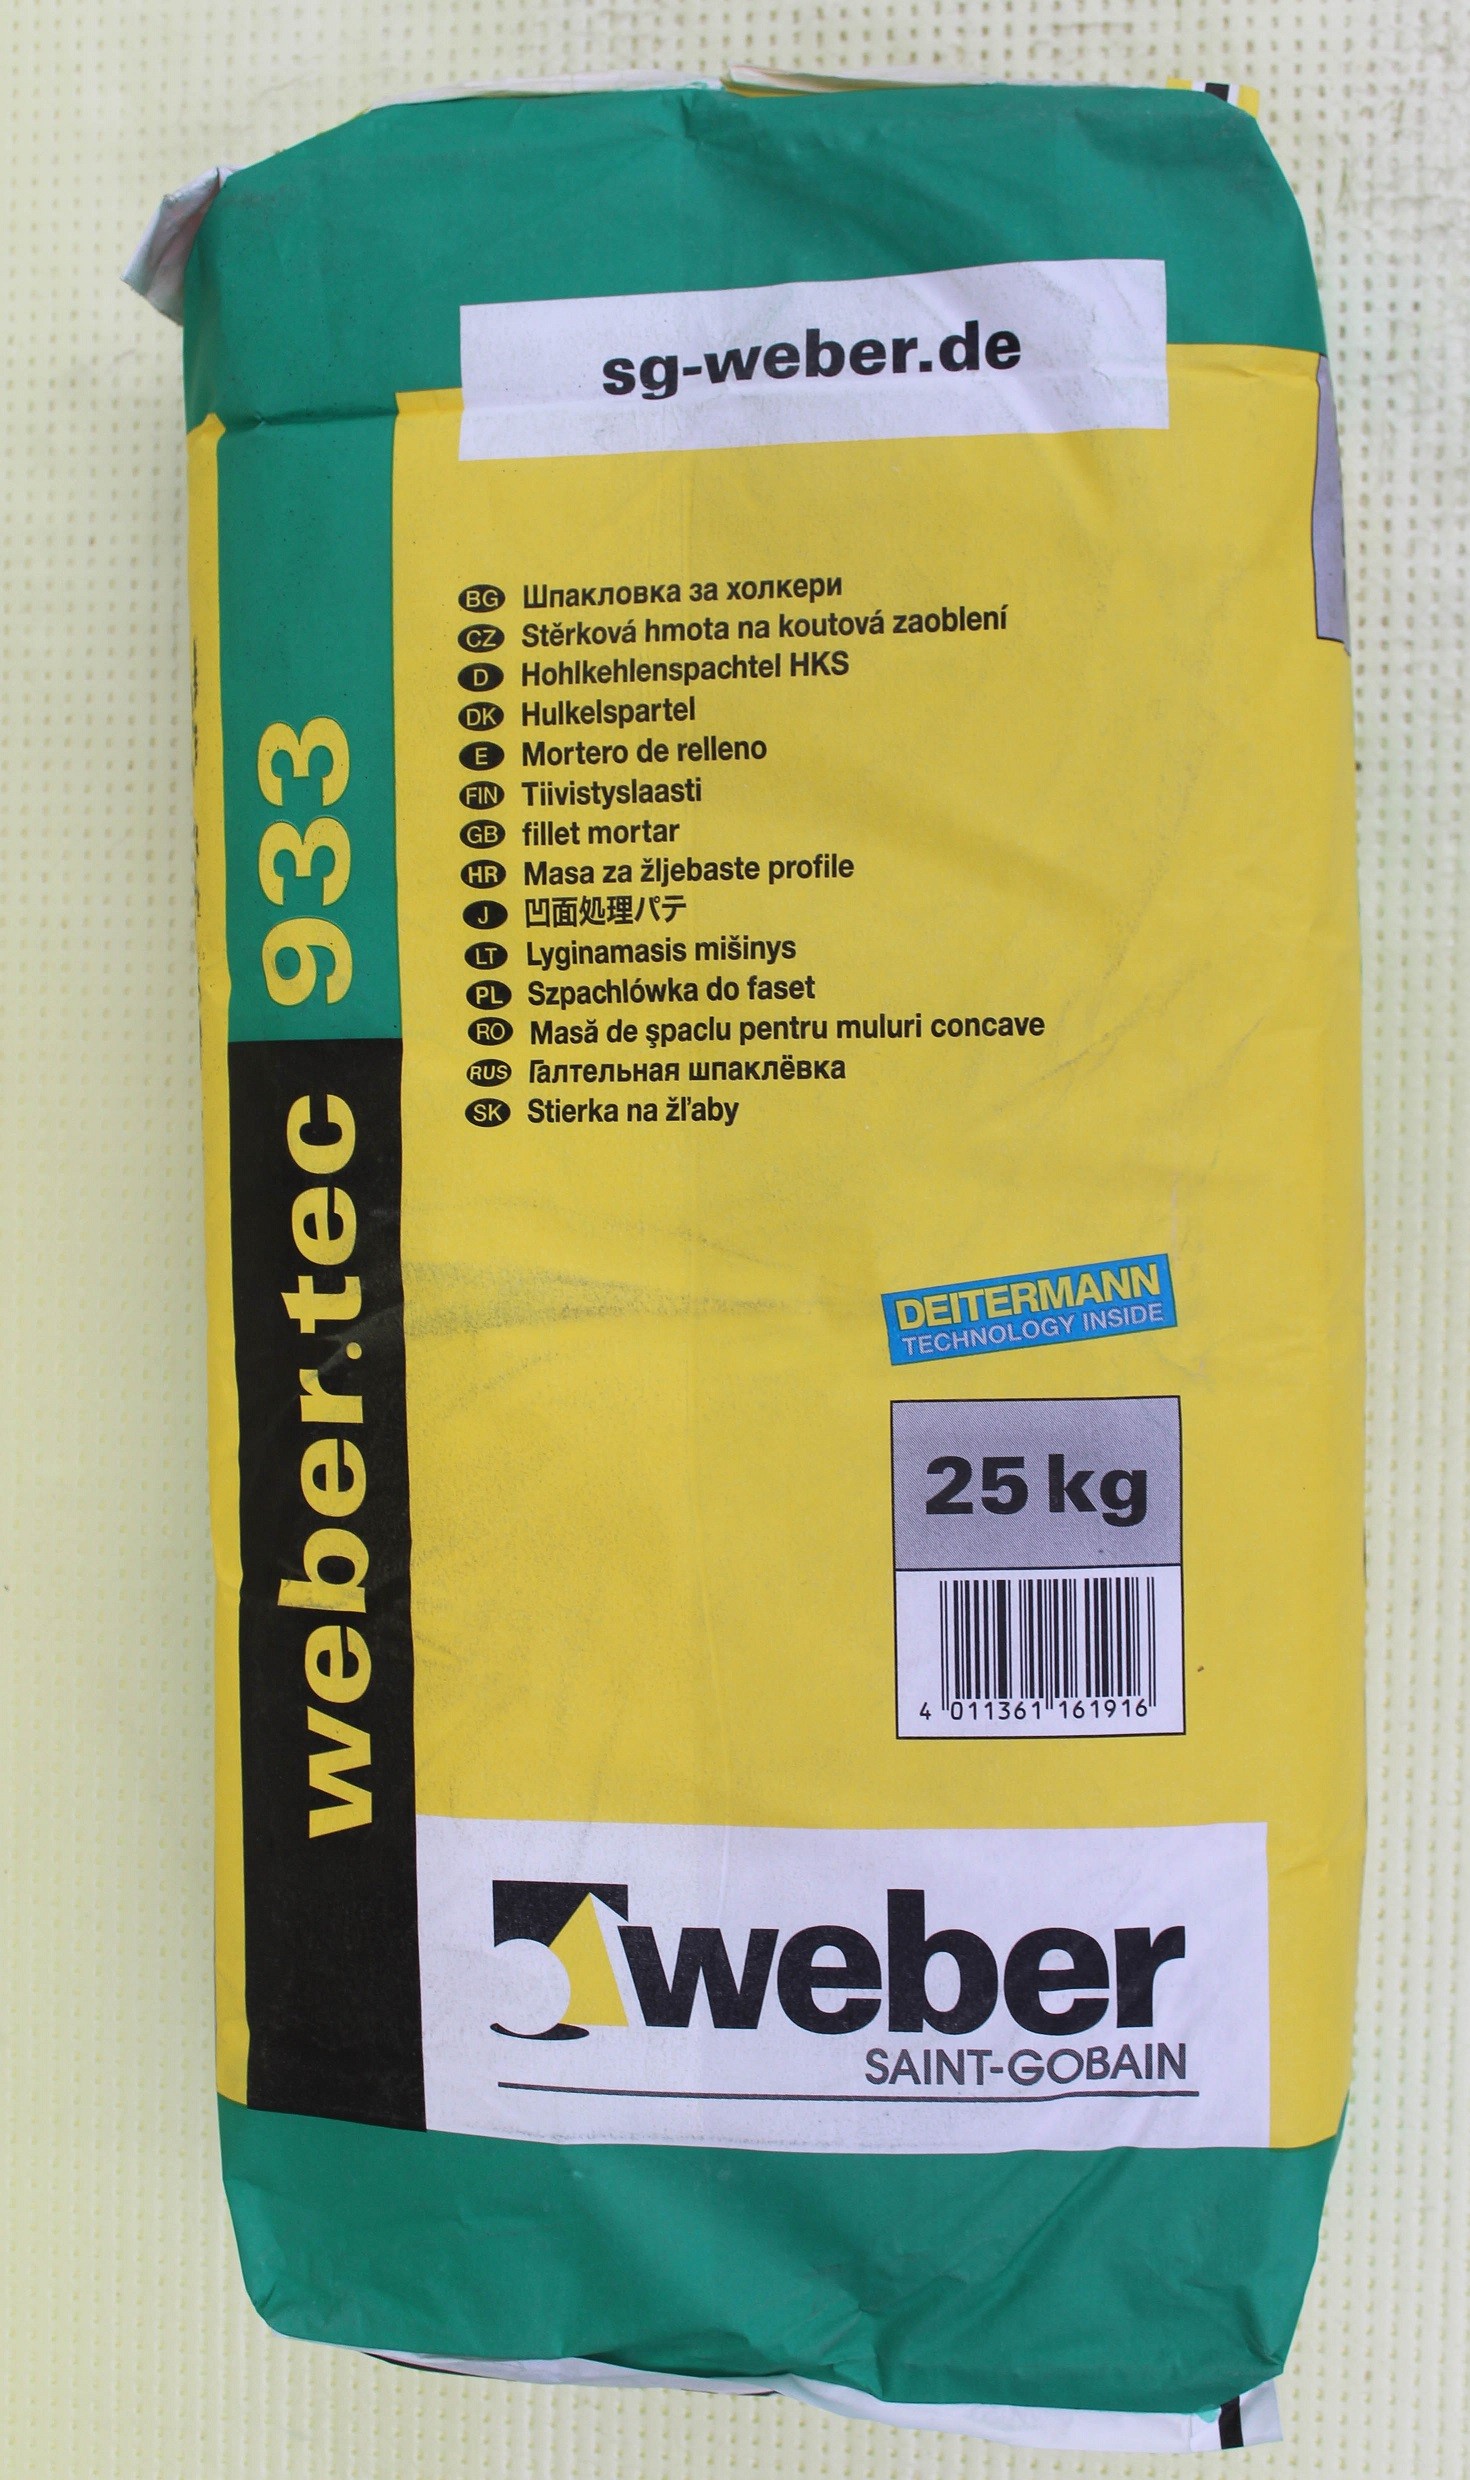 sg-weber.de
BG Шпакловка за холкери
CZ Stěrková hmota na koutová zaoblení
D Hohlkehlenspachtel HKS
DK Hulkelspartel
E Mortero de relleno
FIN Tiivistyslaasti
GB fillet mortar
HR Masa za žljebaste profile
J 凹面処理パテ
LT Lyginamasis mišinys
PL Szpachlówka do faset
RO Masă de şpaclu pentru muluri concave
RUS Галтельная шпаклёвка
SK Stierka na žľaby
weber.tec 933
DEITERMANN
TECHNOLOGY INSIDE
25 kg
4 011361 161916
weber
SAINT-GOBAIN